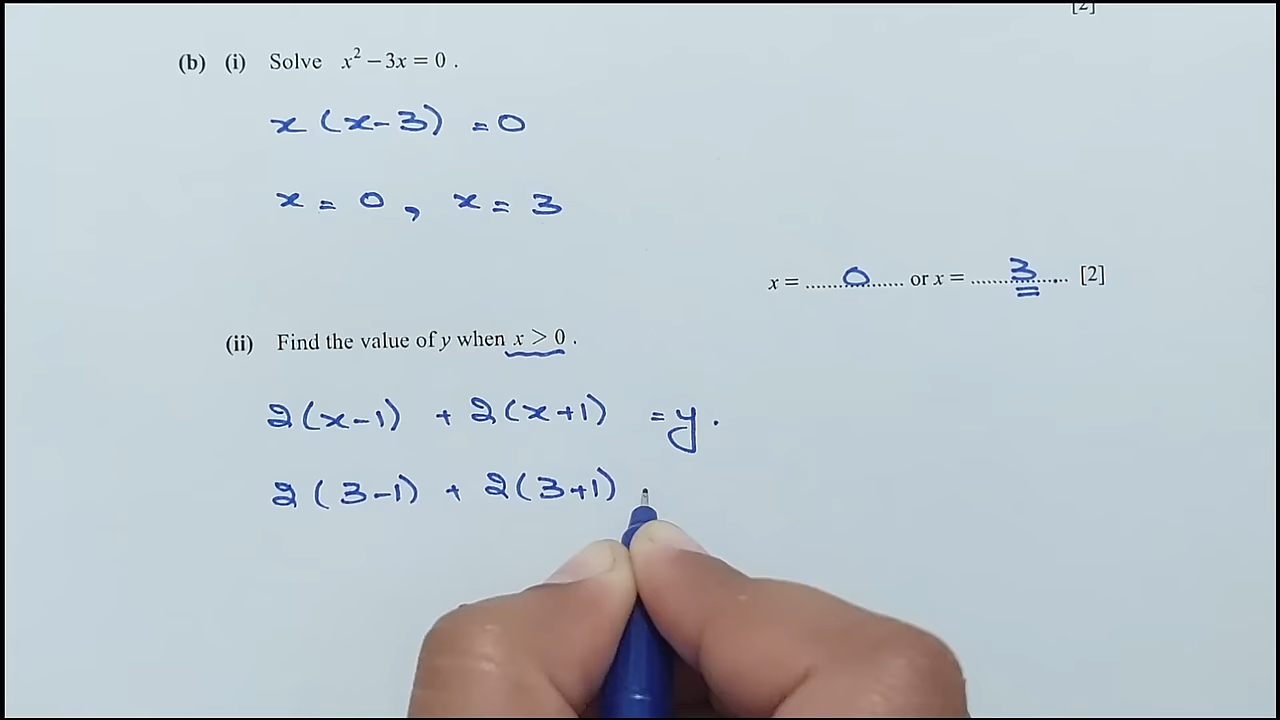 [2]
(b) (i) Solve x² – 3x = 0 .
x (x-3) = 0
x = 0 , x = 3
x = ........0........ or x = ........3........ [2]
(ii) Find the value of y when x > 0 .
2(x-1) + 2(x+1) = y .
2(3-1) + 2(3+1)